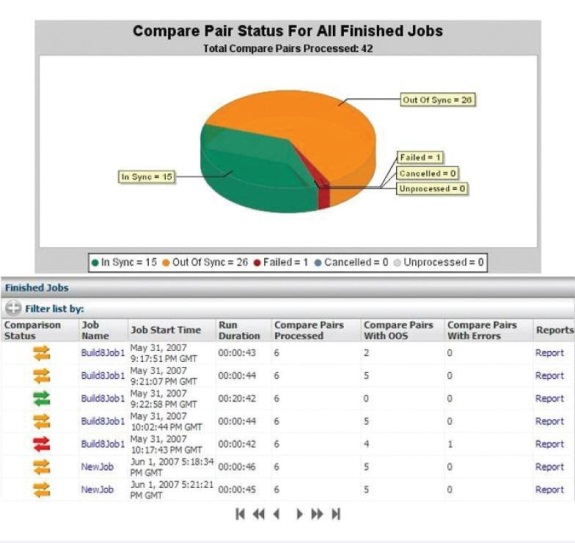 Compare Pair Status For All Finished Jobs
Total Compare Pairs Processed: 42
Out Of Sync = 26
Failed = 1
Cancelled = 0
Unprocessed = 0
In Sync = 15
In Sync = 15 Out Of Sync = 26 Failed = 1 Cancelled = 0 Unprocessed = 0
Finished Jobs
Filter list by:
Comparison Status Job Name Job Start Time Run Duration Compare Pairs Processed Compare Pairs With OOS Compare Pairs With Errors Reports
Build8Job1 May 31, 2007 9:17:51 PM GMT 00:00:43 6 2 0 Report
Build8Job1 May 31, 2007 9:21:07 PM GMT 00:00:44 6 5 0 Report
Build8Job1 May 31, 2007 9:22:58 PM GMT 00:20:42 6 0 0 Report
Build8Job1 May 31, 2007 10:02:44 PM GMT 00:00:44 6 5 0 Report
Build8Job1 May 31, 2007 10:17:43 PM GMT 00:00:42 6 4 1 Report
NewJob Jun 1, 2007 5:18:34 PM GMT 00:00:46 6 5 0 Report
NewJob Jun 1, 2007 5:21:21 PM GMT 00:00:45 6 5 0 Report